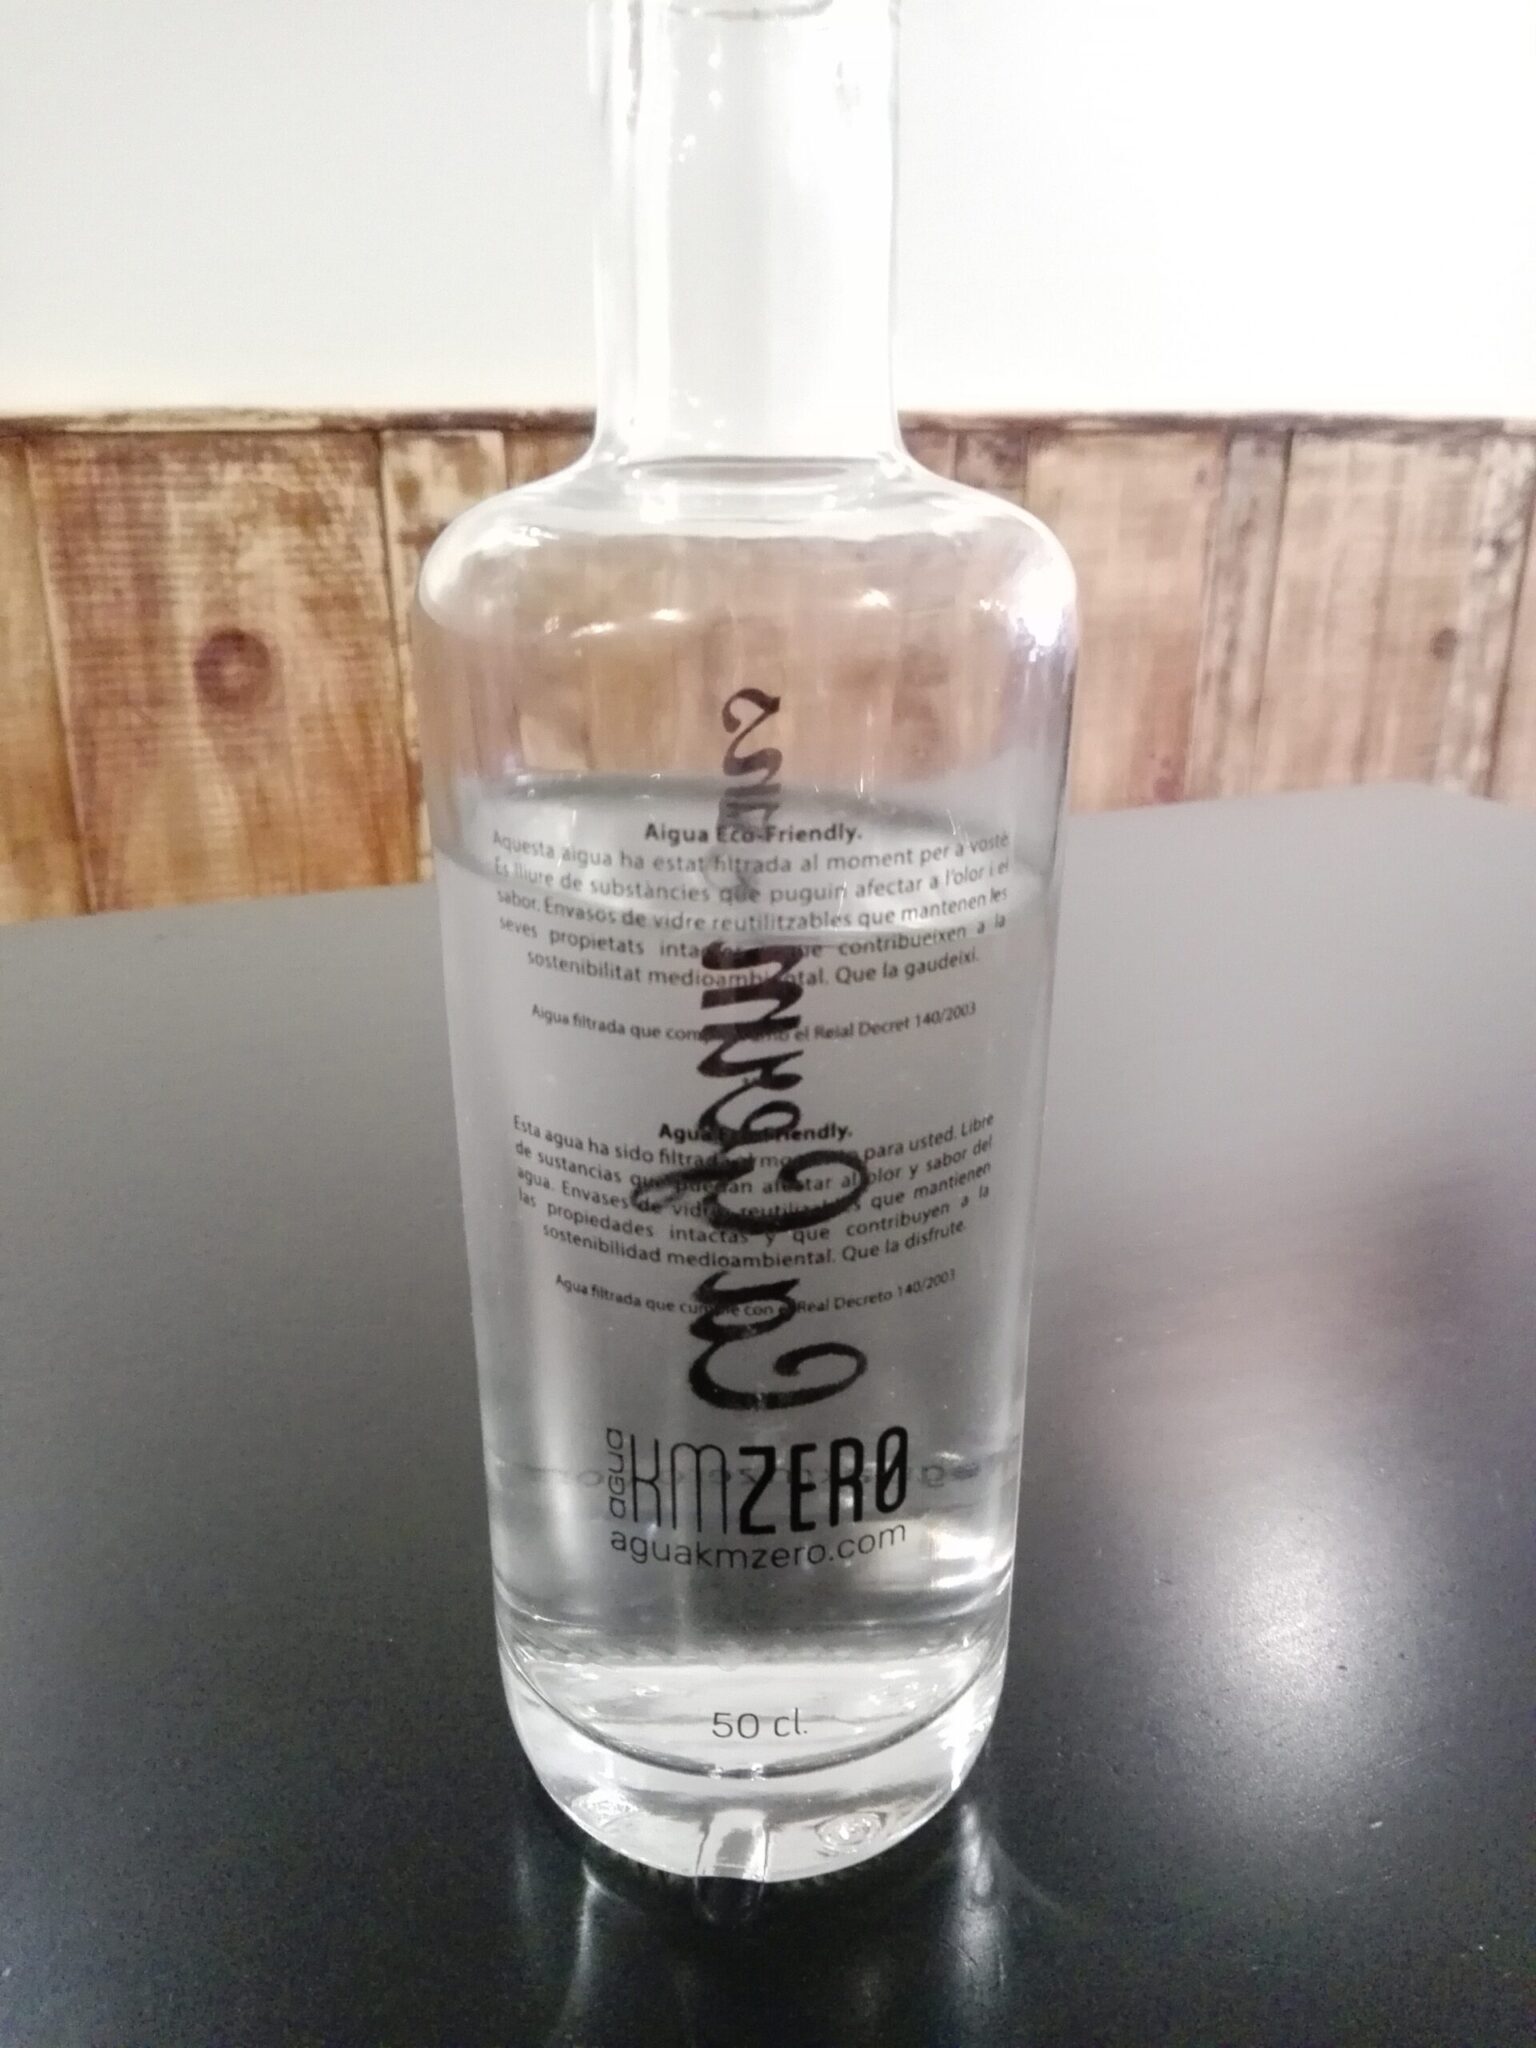 Aigua Eco-Friendly.
Aquesta aigua ha estat filtrada al moment per a vostè
És lliure de substàncies que puguin afectar a l'olor i el
sabor. Envasos de vidre reutilitzables que mantenen les
seves propietats intactes que contribueixen a la
sostenibilitat medioambiental. Que la gaudeixi.
Aigua filtrada que compleix amb el Reial Decret 140/2003
Agua Eco-Friendly.
Esta agua ha sido filtrada al momento para usted. Libre
de sustancias que puedan afectar al olor y sabor del
agua. Envases de vidrio reutilizables que mantienen
las propiedades intactas y que contribuyen a la
sostenibilidad medioambiental. Que la disfrute.
Agua filtrada que cumple con el Real Decreto 140/2003
agua KMZERO
aguakmzero.com
50 cl.